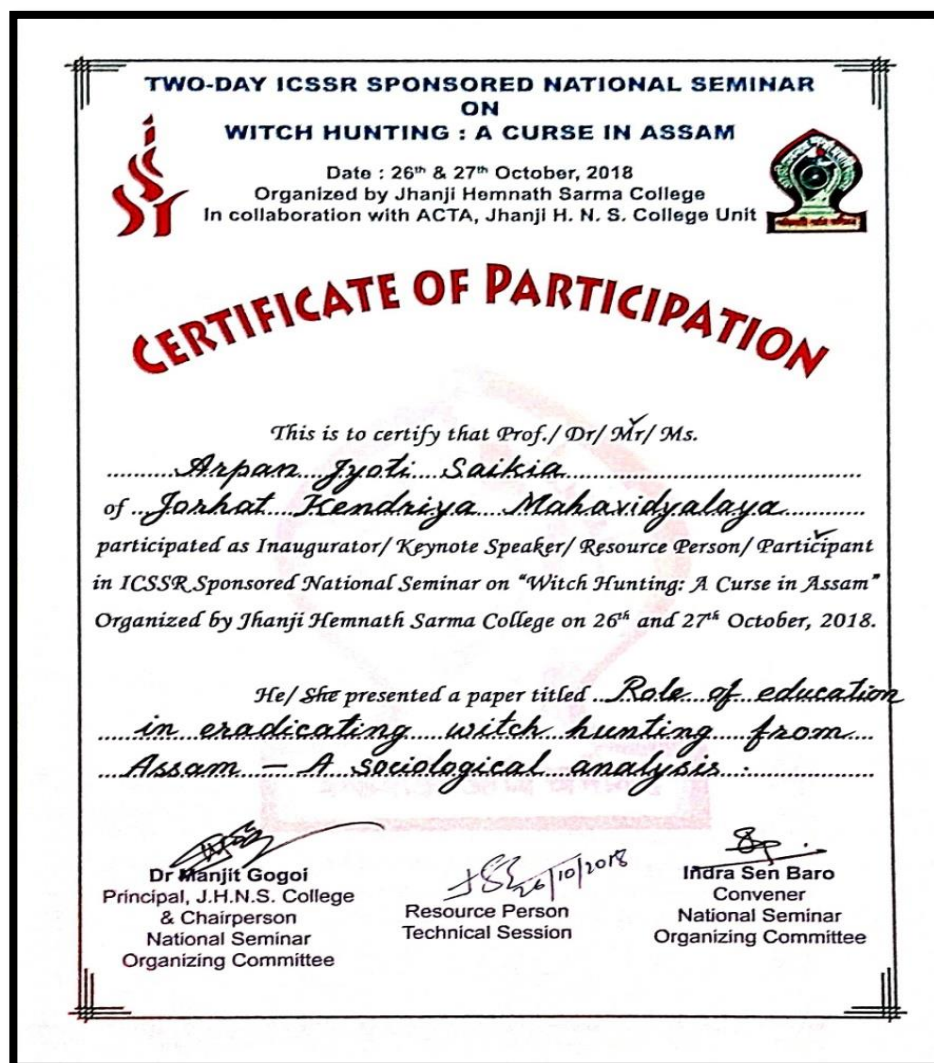 TWO-DAY ICSSR SPONSORED NATIONAL SEMINAR
ON
WITCH HUNTING : A CURSE IN ASSAM
Date : 26th & 27th October, 2018
Organized by Jhanji Hemnath Sarma College
In collaboration with ACTA, Jhanji H. N. S. College Unit
CERTIFICATE OF PARTICIPATION
This is to certify that Prof./ Dr/ Mr/ Ms.
Arpan Jyoti Saikia
of Jorhat Kendriya Mahavidyalaya
participated as Inaugurator/ Keynote Speaker/ Resource Person/ Participant
in ICSSR Sponsored National Seminar on "Witch Hunting: A Curse in Assam"
Organized by Jhanji Hemnath Sarma College on 26th and 27th October, 2018.
He/ She presented a paper titled Role of education
in eradicating witch hunting from
Assam – A sociological analysis.
26/10/2018
Dr Manjit Gogoi
Principal, J.H.N.S. College
& Chairperson
National Seminar
Organizing Committee
Resource Person
Technical Session
Indra Sen Baro
Convener
National Seminar
Organizing Committee